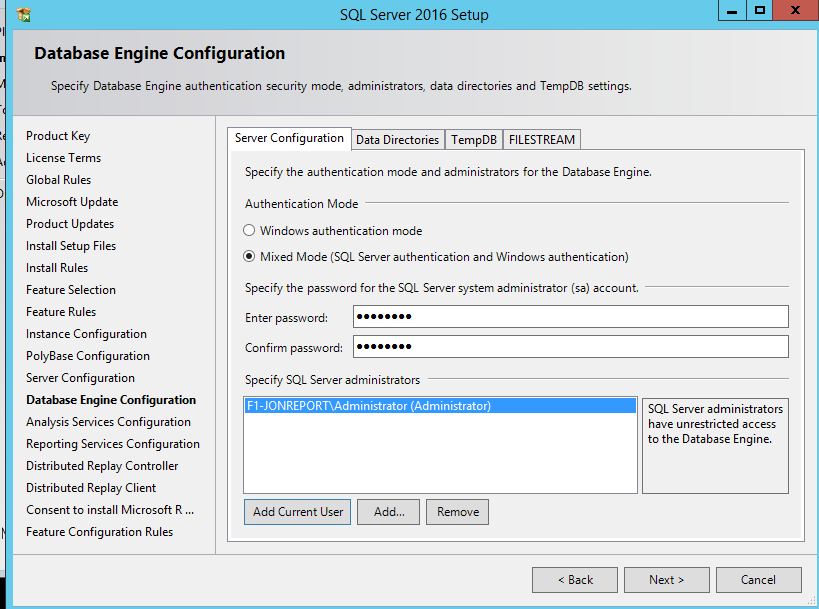 SQL Server 2016 Setup
Database Engine Configuration
Specify Database Engine authentication security mode, administrators, data directories and TempDB settings.
Product Key
License Terms
Global Rules
Microsoft Update
Product Updates
Install Setup Files
Install Rules
Feature Selection
Feature Rules
Instance Configuration
PolyBase Configuration
Server Configuration
Database Engine Configuration
Analysis Services Configuration
Reporting Services Configuration
Distributed Replay Controller
Distributed Replay Client
Consent to install Microsoft R ...
Feature Configuration Rules
Server Configuration Data Directories TempDB FILESTREAM
Specify the authentication mode and administrators for the Database Engine.
Authentication Mode
Windows authentication mode
Mixed Mode (SQL Server authentication and Windows authentication)
Specify the password for the SQL Server system administrator (sa) account.
Enter password: ●●●●●●●●
Confirm password: ●●●●●●●●
Specify SQL Server administrators
F1-JONREPORT\Administrator (Administrator)
SQL Server administrators
have unrestricted access
to the Database Engine.
Add Current User Add... Remove
< Back Next > Cancel